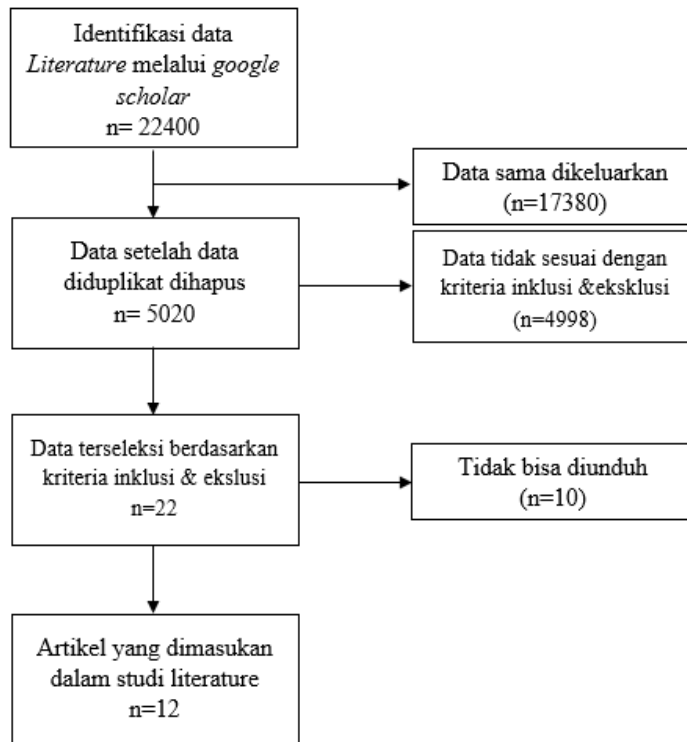 Identifikasi data
Literature melalui google
scholar
n= 22400
Data sama dikeluarkan
(n=17380)
Data setelah data
diduplikat dihapus
n= 5020
Data tidak sesuai dengan
kriteria inklusi &eksklusi
(n=4998)
Data terseleksi berdasarkan
kriteria inklusi & ekslusi
n=22
Tidak bisa diunduh
(n=10)
Artikel yang dimasukan
dalam studi literature
n=12